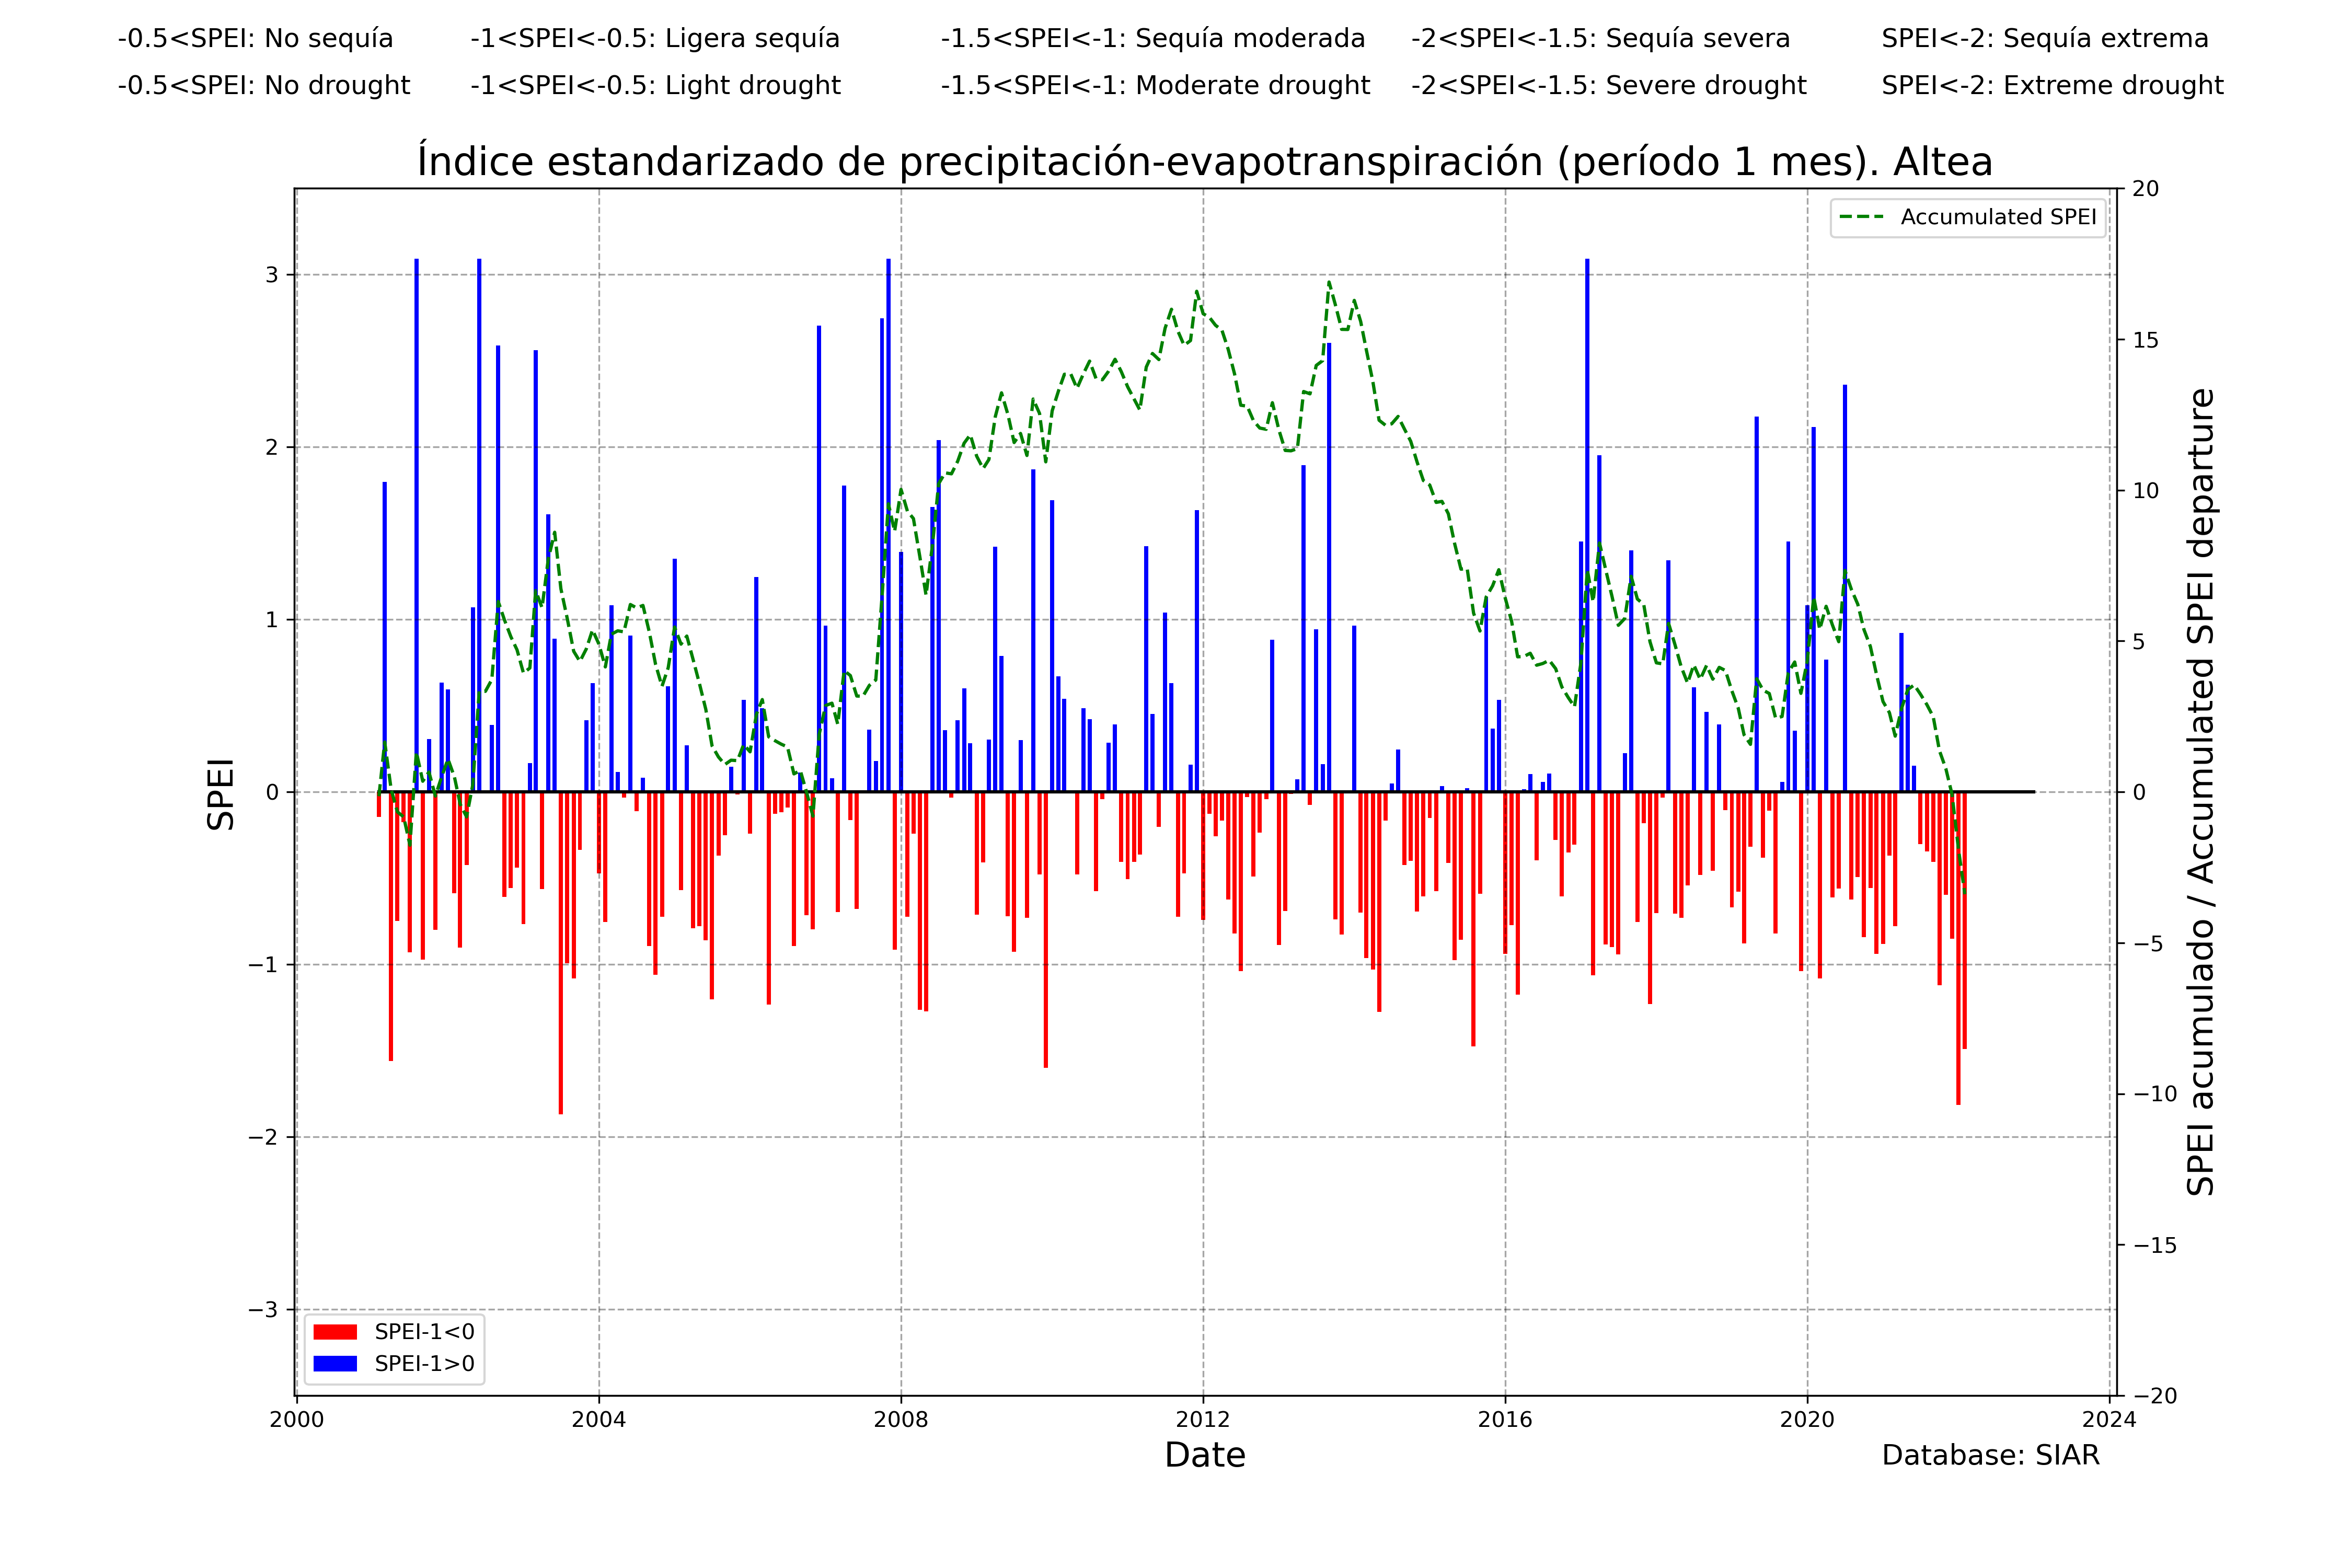 -0.5<SPEI: No sequía -1<SPEI<-0.5: Ligera sequía -1.5<SPEI<-1: Sequía moderada -2<SPEI<-1.5: Sequía severa SPEI<-2: Sequía extrema
-0.5<SPEI: No drought -1<SPEI<-0.5: Light drought -1.5<SPEI<-1: Moderate drought -2<SPEI<-1.5: Severe drought SPEI<-2: Extreme drought
Índice estandarizado de precipitación-evapotranspiración (período 1 mes). Altea
Accumulated SPEI
SPEI
3
2
1
0
−1
−2
−3
20
15
10
5
0
−5
−10
−15
−20
SPEI acumulado / Accumulated SPEI departure
SPEI-1<0
SPEI-1>0
2000 2004 2008 2012 2016 2020 2024
Date
Database: SIAR